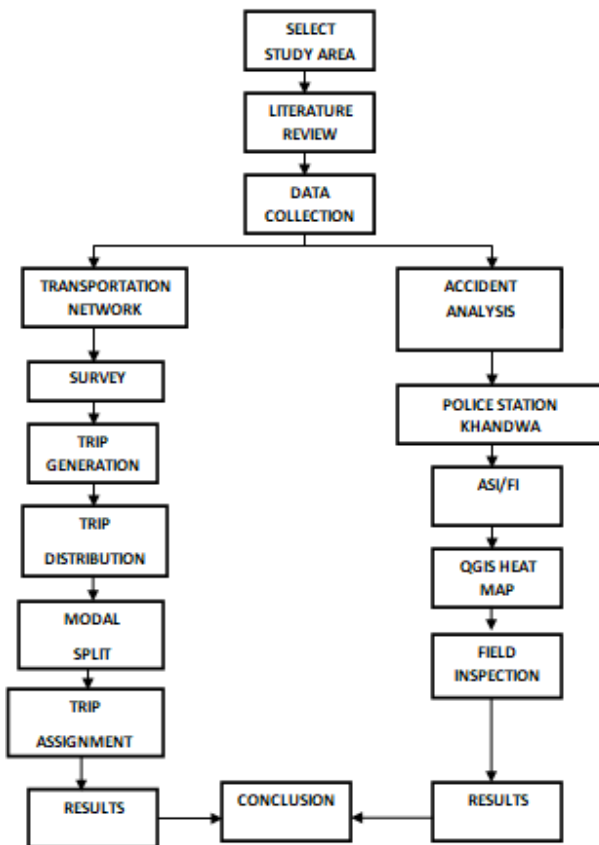 SELECT
STUDY AREA
LITERATURE
REVIEW
DATA
COLLECTION
TRANSPORTATION
NETWORK
SURVEY
TRIP
GENERATION
TRIP
DISTRIBUTION
MODAL
SPLIT
TRIP
ASSIGNMENT
RESULTS
ACCIDENT
ANALYSIS
POLICE STATION
KHANDWA
ASI/FI
QGIS HEAT
MAP
FIELD
INSPECTION
RESULTS
CONCLUSION